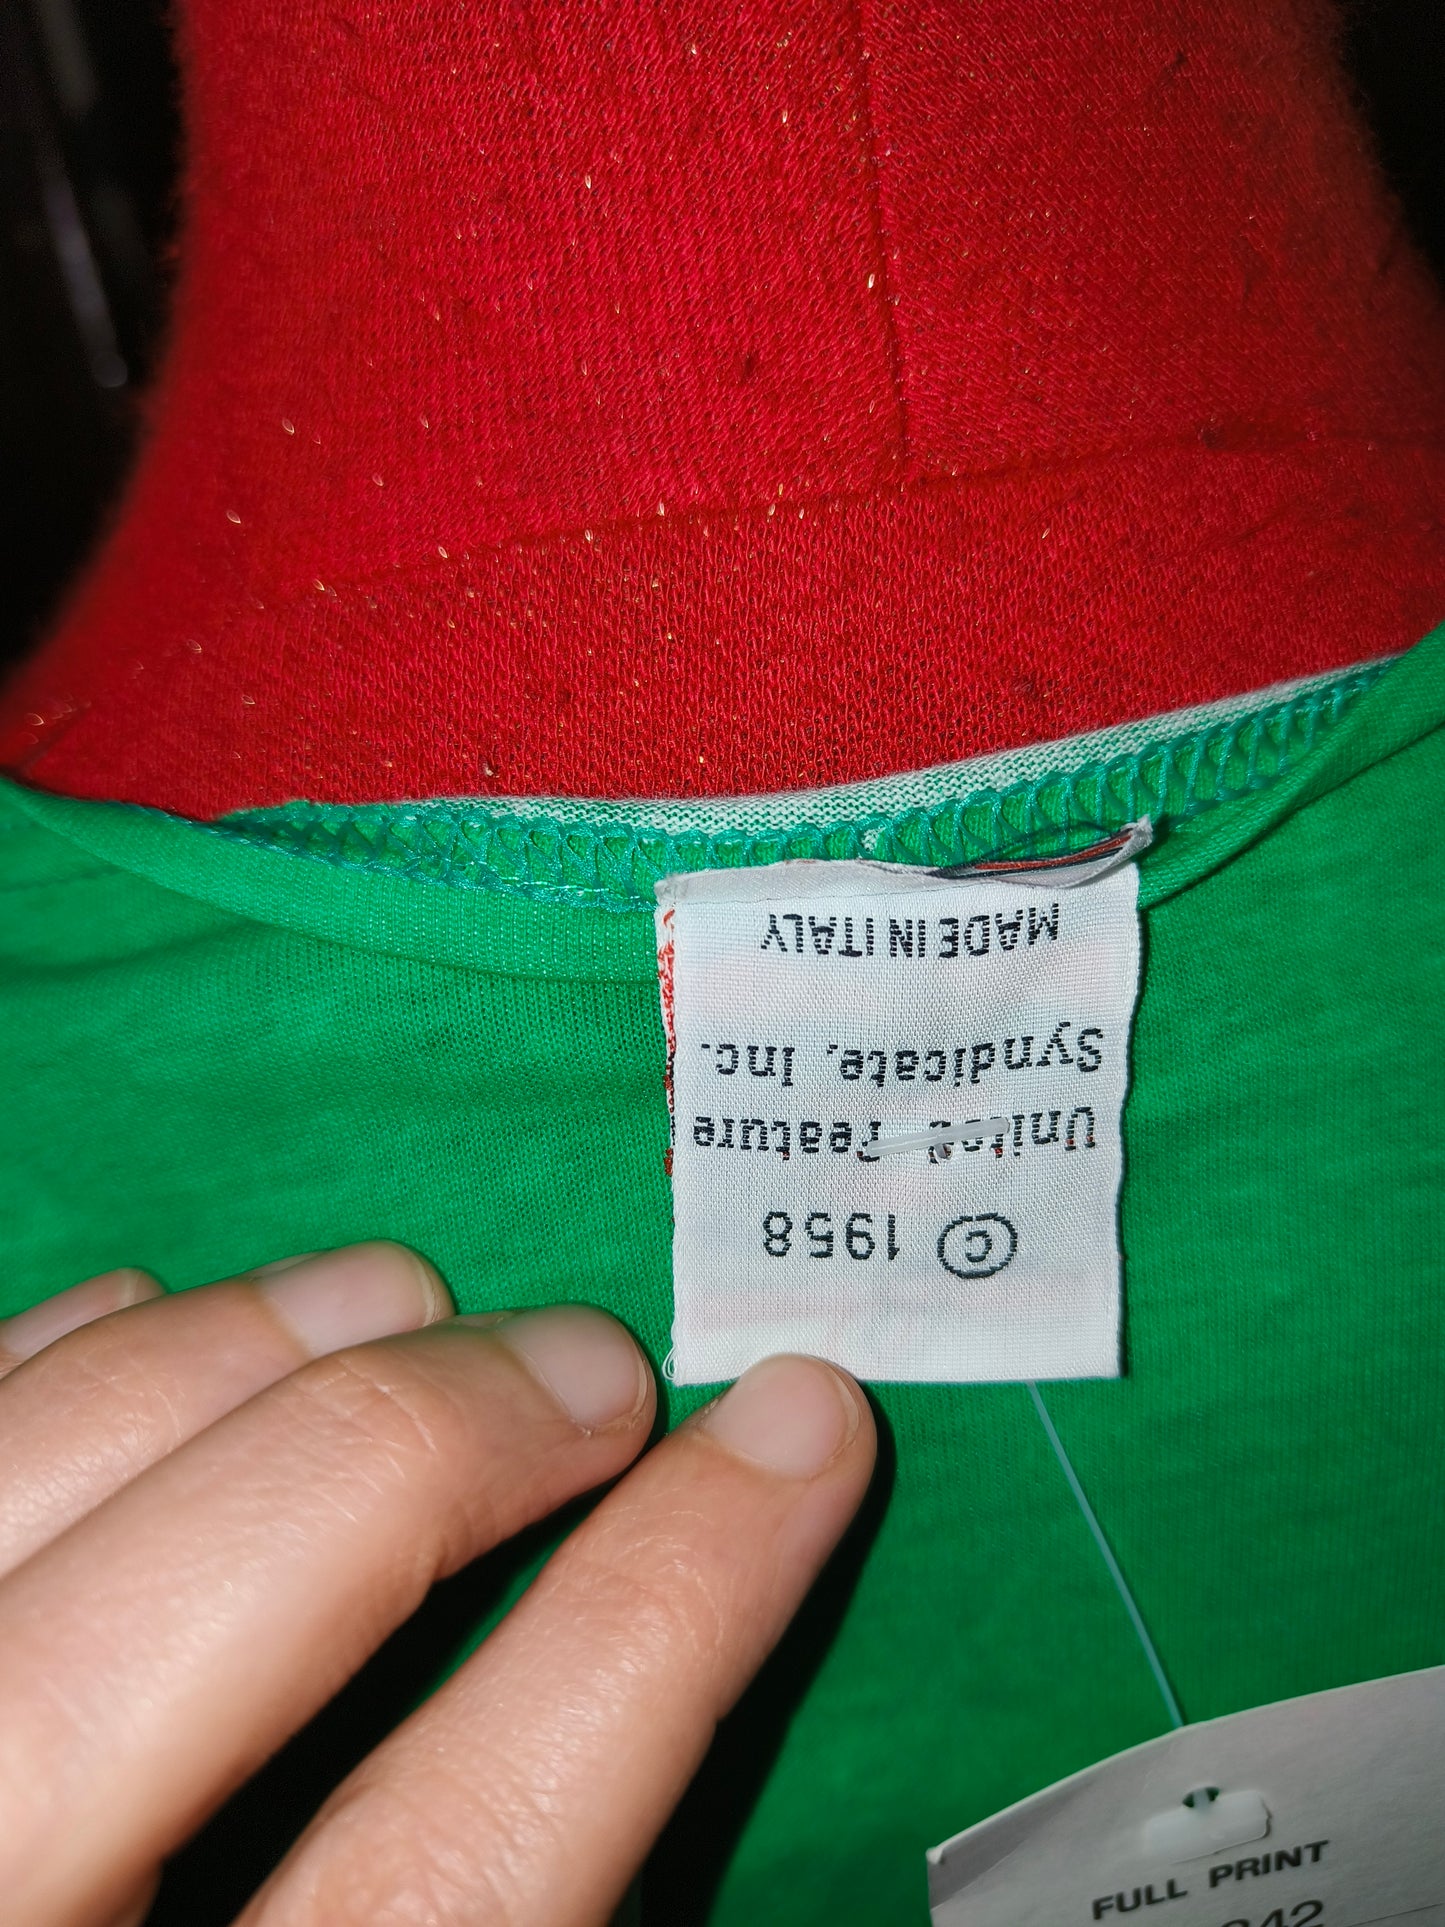 © 1958
United Feature
Syndicate, Inc.
MADE IN ITALY
FULL PRINT